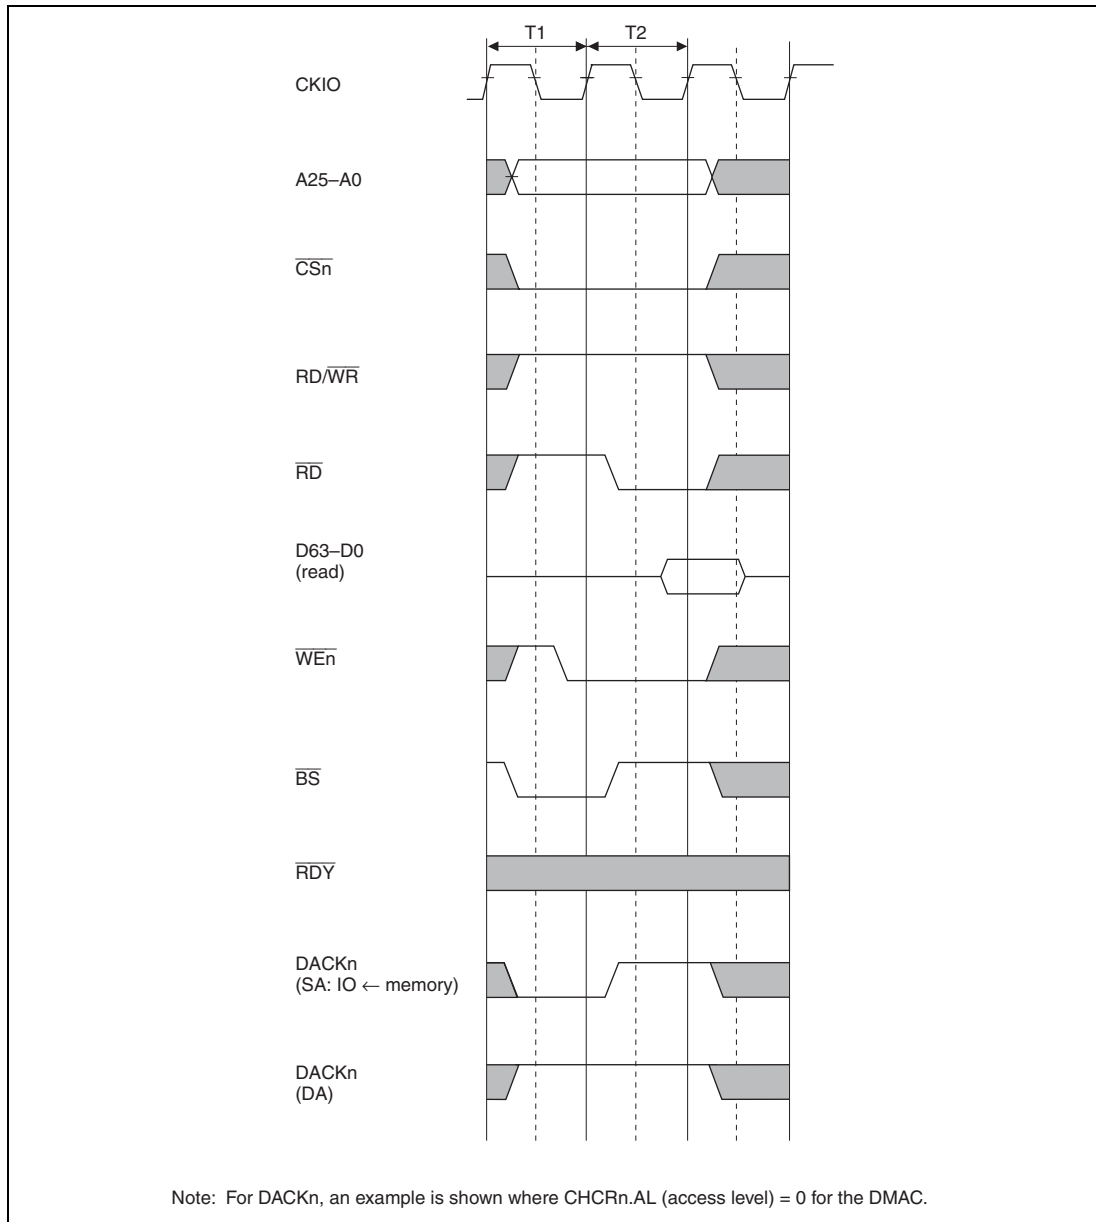 T1 T2
CKIO
A25–A0
CSn
RD/WR
RD
D63–D0
(read)
WEn
BS
RDY
DACKn
(SA: IO ← memory)
DACKn
(DA)
Note: For DACKn, an example is shown where CHCRn.AL (access level) = 0 for the DMAC.